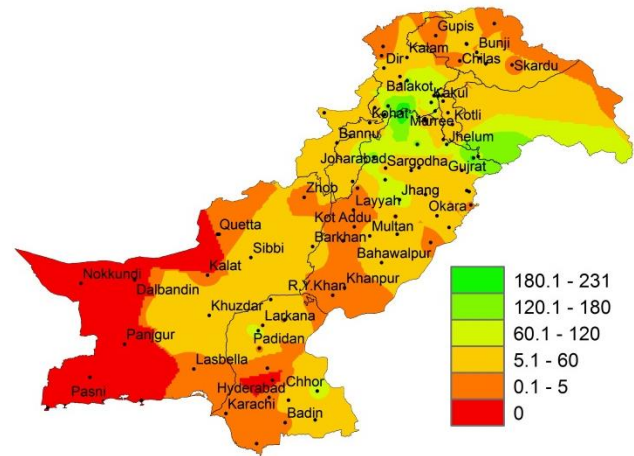 Gupis
Kalam
Bunji
Dir
Chilas
Skardu
Balakot
Kakul
Kohat
Murree
Kotli
Bannu
Jhelum
Joharabad
Sargodha
Gujrat
Zhob
Layyah
Jhang
Okara
Kot Addu
Quetta
Barkhan
Multan
Sibbi
Bahawalpur
Kalat
Nokkundi
Dalbandin
R.Y.Khan
Khanpur
Khuzdar
Larkana
Panjgur
Padidan
Lasbella
Pasni
Hyderabad
Chhor
Karachi
Badin
180.1 - 231
120.1 - 180
60.1 - 120
5.1 - 60
0.1 - 5
0